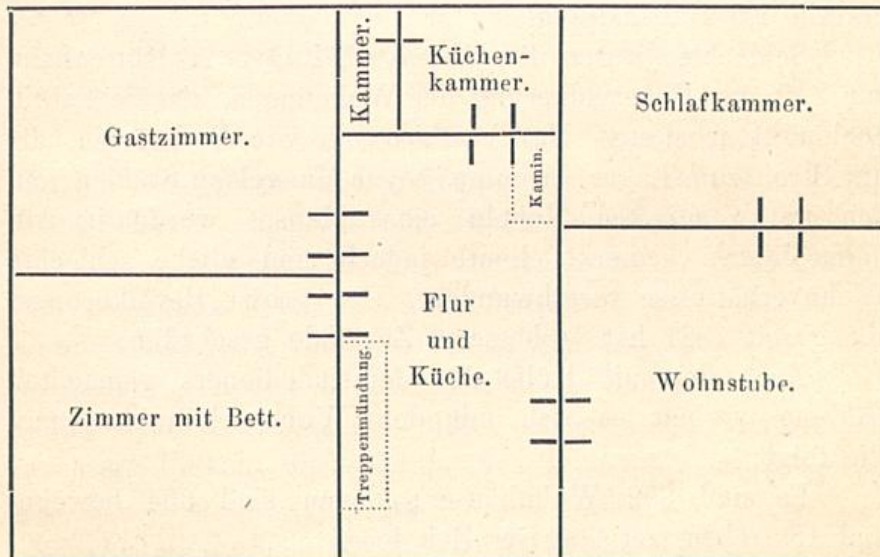 Kammer.
Küchen-
kammer.
Schlafkammer.
Gastzimmer.
Kamin.
Flur
und
Küche.
Treppenmündung.
Wohnstube.
Zimmer mit Bett.